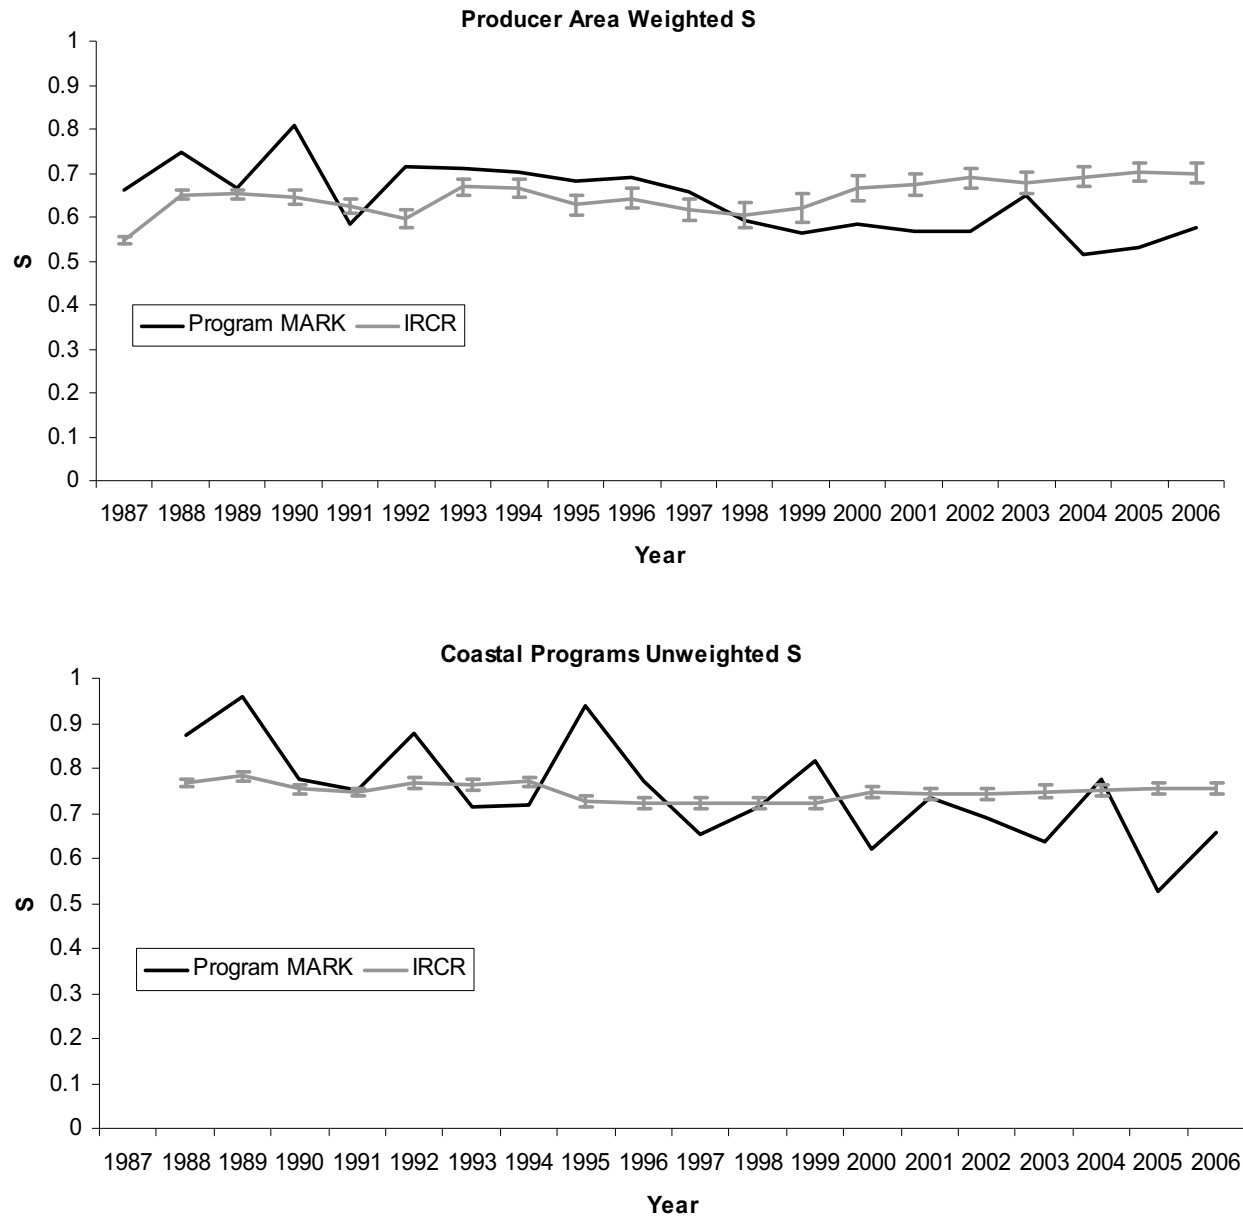 Producer Area Weighted S
1
0.9
0.8
0.7
0.6
0.5
0.4
0.3
0.2
0.1
0
S
Program MARK IRCR
1987 1988 1989 1990 1991 1992 1993 1994 1995 1996 1997 1998 1999 2000 2001 2002 2003 2004 2005 2006
Year
Coastal Programs Unweighted S
1
0.9
0.8
0.7
0.6
0.5
0.4
0.3
0.2
0.1
0
S
Program MARK IRCR
1987 1988 1989 1990 1991 1992 1993 1994 1995 1996 1997 1998 1999 2000 2001 2002 2003 2004 2005 2006
Year